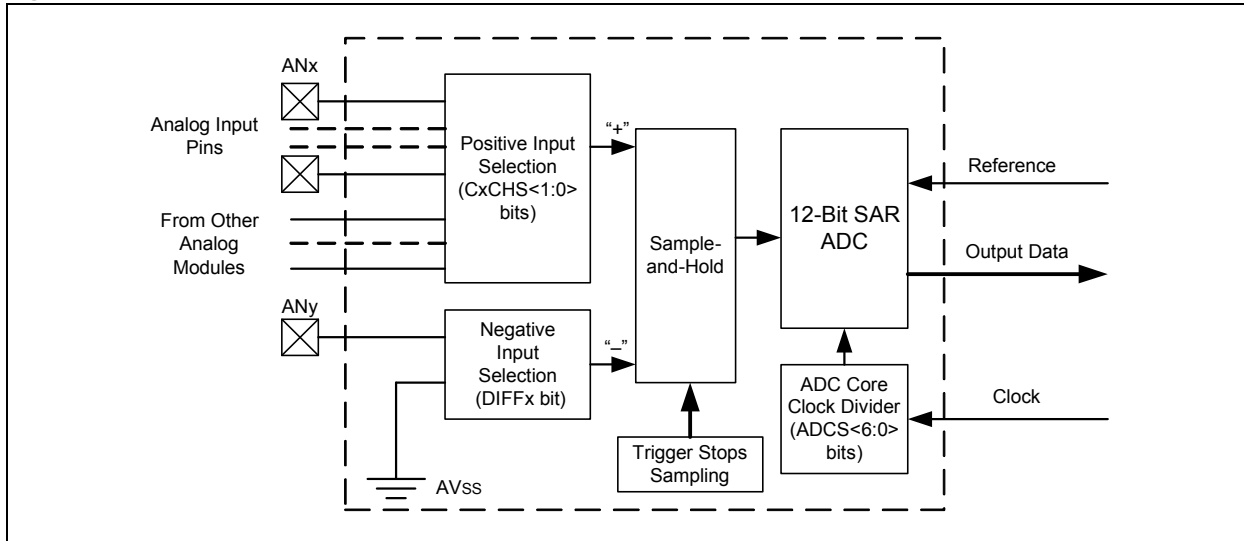 ANx
Analog Input
Pins
From Other
Analog
Modules
ANy
Positive Input
Selection
(CxCHS<1:0>
bits)
Negative
Input
Selection
(DIFFx bit)
AVSS
“+”
“–”
Sample-
and-Hold
Trigger Stops
Sampling
12-Bit SAR
ADC
ADC Core
Clock Divider
(ADCS<6:0>
bits)
Reference
Output Data
Clock